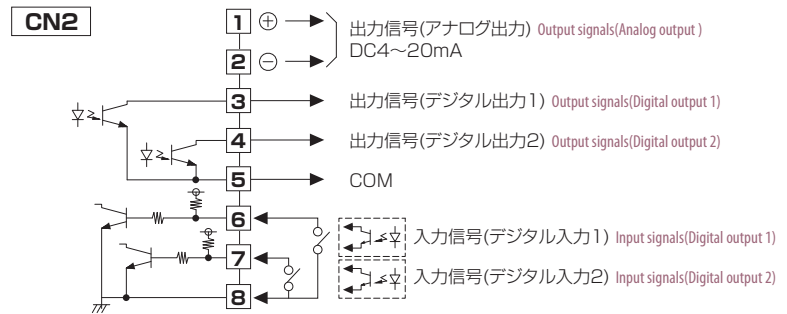 CN2
1 ⊕ 出力信号(アナログ出力) Output signals(Analog output )
2 ⊖ DC4〜20mA
3 出力信号(デジタル出力1) Output signals(Digital output 1)
4 出力信号(デジタル出力2) Output signals(Digital output 2)
5 COM
6
入力信号(デジタル入力1) Input signals(Digital output 1)
7
入力信号(デジタル入力2) Input signals(Digital output 2)
8